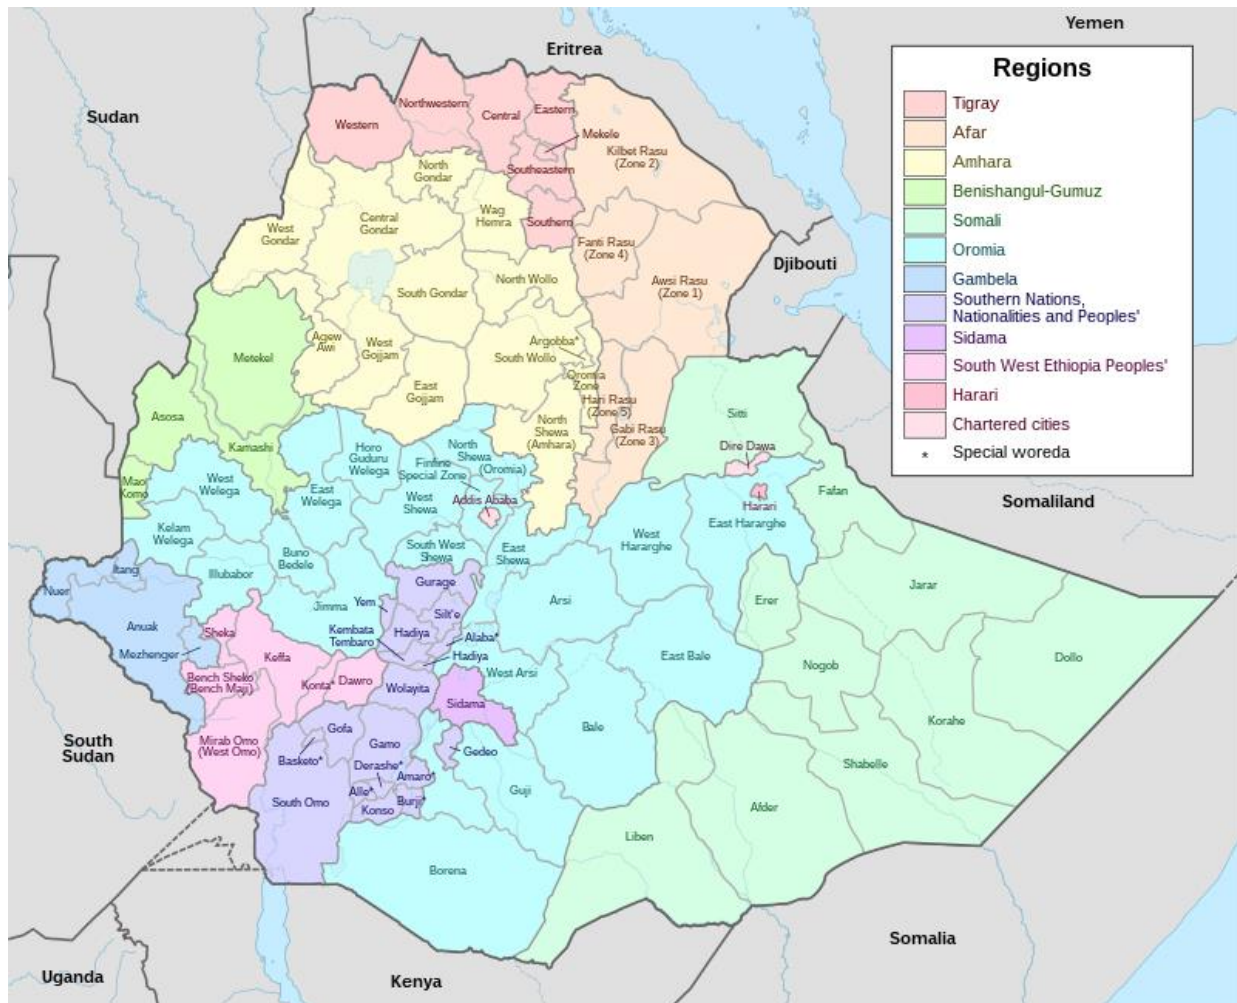 Yemen
Eritrea
Sudan
Regions
Tigray
Afar
Amhara
Benishangul-Gumuz
Somali
Oromia
Gambela
Southern Nations,
Nationalities and Peoples'
Sidama
South West Ethiopia Peoples'
Harari
Chartered cities
* Special woreda
Western
Northwestern
Central
Eastern
Mekele
Southeastern
Southern
Kilbet Rasu
(Zone 2)
North
Gondar
Central
Gondar
West
Gondar
Wag
Hemra
Fanti Rasu
(Zone 4)
Awsi Rasu
(Zone 1)
Djibouti
South Gondar
North Wollo
Agew
Awi
West
Gojjam
East
Gojjam
Argobba*
South Wollo
Oromia
Zone
Hari Rasu
(Zone 5)
Gabi Rasu
(Zone 3)
North
Shewa
(Amhara)
Metekel
Asosa
Kamashi
Mao
Komo
Sitti
Dire Dawa
Harari
East Hararghe
West
Hararghe
Fafan
Somaliland
West
Welega
East
Welega
Horo
Guduru
Welega
North
Shewa
(Oromia)
Finfine
Special Zone
West
Shewa
Addis Ababa
South West
Shewa
East
Shewa
Kelam
Welega
Illubabor
Buno
Bedele
Jimma
Arsi
Erer
Jarar
Dollo
Nogob
Korahe
Shabelle
Afder
Liben
Itang
Nuer
Anuak
Mezhenger
Sheka
Keffa
Bench Sheko
(Bench Maji)
Konta*
Dawro
Mirab Omo
(West Omo)
Gurage
Yem
Silt'e
Hadiya
Kembata
Tembaro
Alaba*
Hadiya
Wolayita
Sidama
West Arsi
East Bale
Bale
Gofa
Gamo
Gedeo
Basketo*
Derashe*
Amaro*
Alle*
Burji*
Konso
South Omo
Guji
Borena
South
Sudan
Uganda
Kenya
Somalia